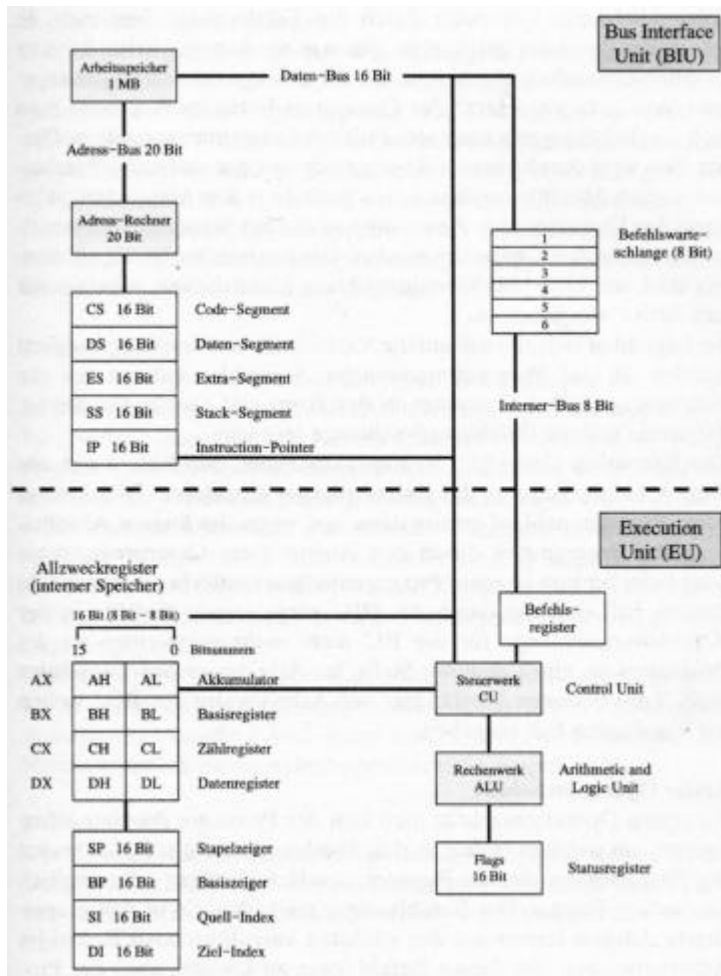 Bus Interface
Unit (BIU)
Arbeitsspeicher
1 MB
Daten-Bus 16 Bit
Adress-Bus 20 Bit
Adress-Rechner
20 Bit
Befehlswarte-
schlange (8 Bit)
1
2
3
5
6
CS 16 Bit Code-Segment
DS 16 Bit Daten-Segment
ES 16 Bit Extra-Segment
SS 16 Bit Stack-Segment
IP 16 Bit Instruction-Pointer
Interner-Bus 8 Bit
Execution
Unit (EU)
Allzweckregister
(interner Speicher)
16 Bit (8 Bit - 8 Bit)
15 0 Bitnummern
Befehls-
register
AX AH AL Akkumulator
BX BH BL Basisregister
CX CH CL Zählregister
DX DH DL Datenregister
Steuerwerk
CU
Control Unit
Rechenwerk
ALU
Arithmetic and
Logic Unit
Flags
16 Bit
Statusregister
SP 16 Bit Stapelzeiger
BP 16 Bit Basiszeiger
SI 16 Bit Quell-Index
DI 16 Bit Ziel-Index